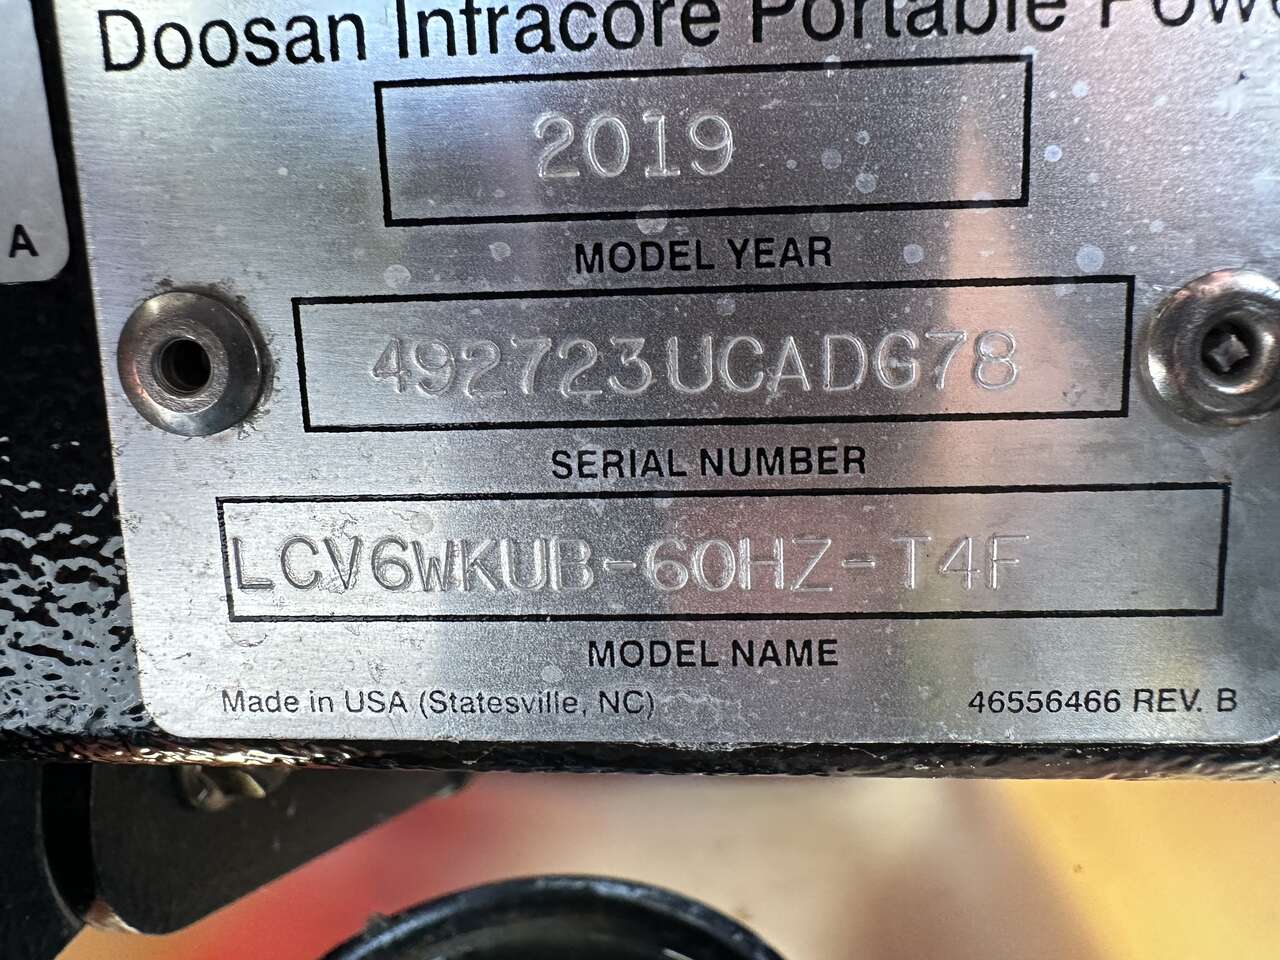 Doosan Infracore Portable Powe
2019
MODEL YEAR
A
492723UCADG78
SERIAL NUMBER
LCV6WKUB-60HZ-T4F
MODEL NAME
Made in USA (Statesville, NC)
46556466 REV. B